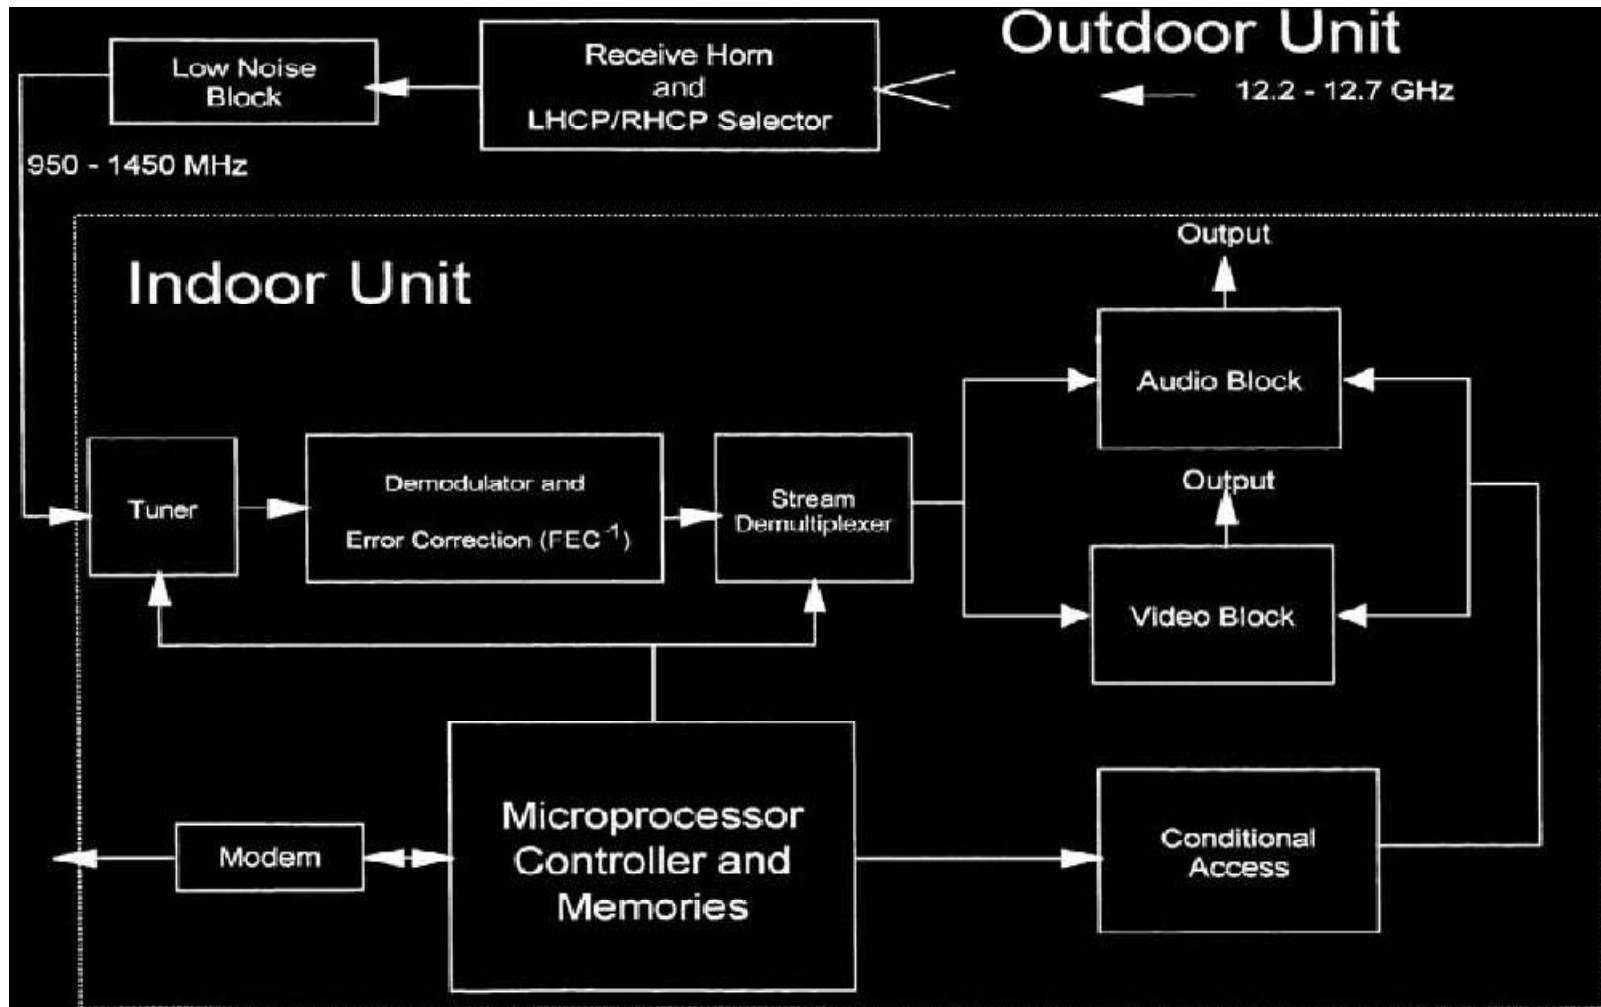 Outdoor Unit
Low Noise
Block
Receive Horn
and
LHCP/RHCP Selector
12.2 - 12.7 GHz
950 - 1450 MHz
Indoor Unit
Output
Audio Block
Tuner
Demodulator and
Error Correction (FEC⁻¹)
Stream
Demultiplexer
Output
Video Block
Microprocessor
Controller and
Memories
Modem
Conditional
Access